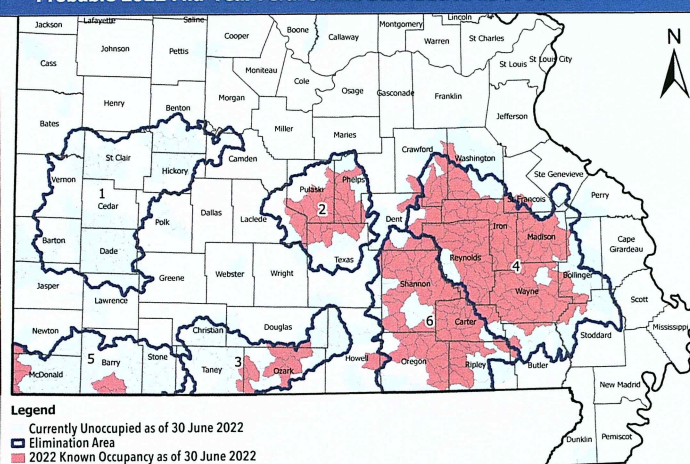 Jackson
Lafayette
Saline
Cooper
Boone
Callaway
Montgomery
Lincoln
Warren
St Charles
St Louis
St Louis City
N
Cass
Johnson
Pettis
Moniteau
Cole
Osage
Gasconade
Franklin
Jefferson
Henry
Benton
Morgan
Miller
Maries
Bates
St Clair
Hickory
Camden
Crawford
Washington
Ste Genevieve
Perry
Vernon
1
Cedar
Polk
Dallas
Laclede
Pulaski
Phelps
2
Dent
St Francois
Iron
Madison
Cape
Girardeau
Barton
Dade
Greene
Webster
Wright
Texas
Shannon
Reynolds
4
Wayne
Bollinger
Scott
Jasper
Lawrence
Newton
Christian
Douglas
Howell
6
Carter
Stoddard
Mississippi
McDonald
5
Barry
Stone
Taney
3
Ozark
Oregon
Ripley
Butler
New Madrid
Dunklin
Pemiscot
Legend
Currently Unoccupied as of 30 June 2022
Elimination Area
2022 Known Occupancy as of 30 June 2022